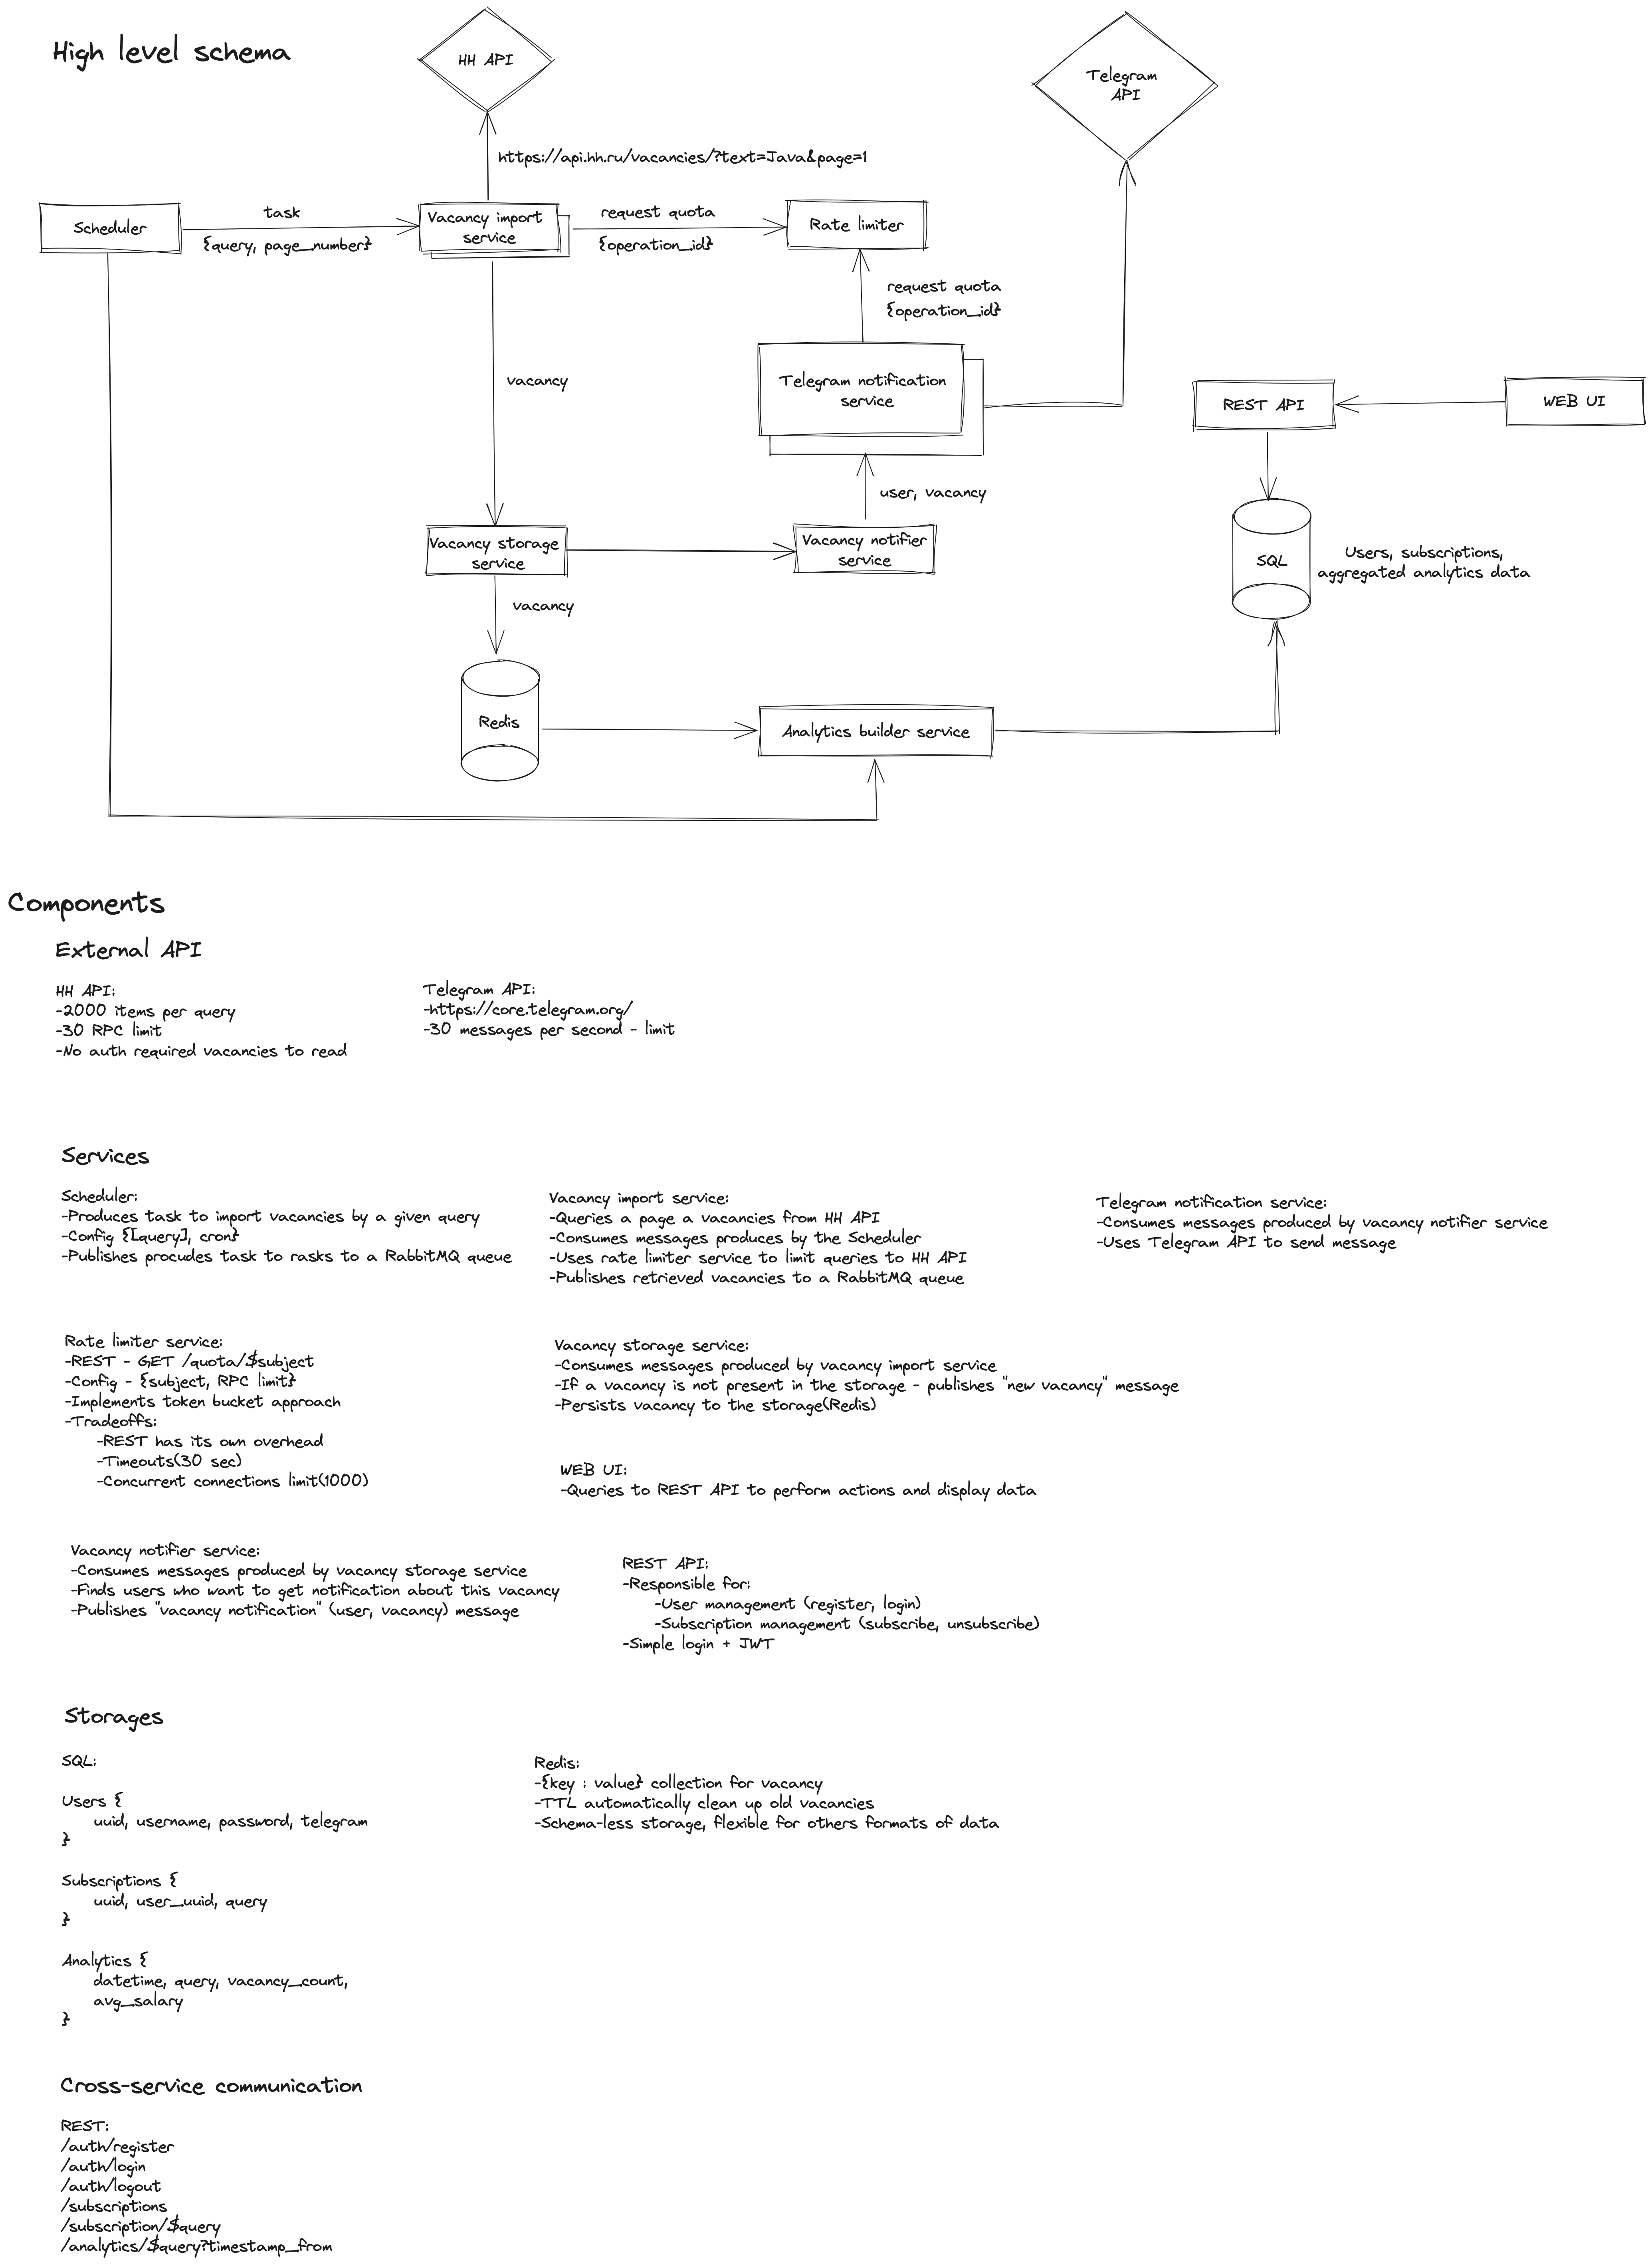 High level schema
HH API
Telegram
API
https://api.hh.ru/vacancies/?text=Java&page=1
Scheduler
task
{query, page_number}
Vacancy import
service
request quota
{operation_id}
Rate limiter
request quota
{operation_id}
Telegram notification
service
vacancy
REST API
WEB UI
user, vacancy
Vacancy storage
service
Vacancy notifier
service
SQL
Users, subscriptions,
aggregated analytics data
vacancy
Redis
Analytics builder service
Components
External API
HH API:
-2000 items per query
-30 RPC limit
-No auth required vacancies to read
Telegram API:
-https://core.telegram.org/
-30 messages per second - limit
Services
Scheduler:
-Produces task to import vacancies by a given query
-Config {[query], cron}
-Publishes procudes task to rasks to a RabbitMQ queue
Vacancy import service:
-Queries a page a vacancies from HH API
-Consumes messages produces by the Scheduler
-Uses rate limiter service to limit queries to HH API
-Publishes retrieved vacancies to a RabbitMQ queue
Telegram notification service:
-Consumes messages produced by vacancy notifier service
-Uses Telegram API to send message
Rate limiter service:
-REST - GET /quota/$subject
-Config - {subject, RPC limit}
-Implements token bucket approach
-Tradeoffs:
-REST has its own overhead
-Timeouts(30 sec)
-Concurrent connections limit(1000)
Vacancy storage service:
-Consumes messages produced by vacancy import service
-If a vacancy is not present in the storage - publishes "new vacancy" message
-Persists vacancy to the storage(Redis)
WEB UI:
-Queries to REST API to perform actions and display data
Vacancy notifier service:
-Consumes messages produced by vacancy storage service
-Finds users who want to get notification about this vacancy
-Publishes "vacancy notification" (user, vacancy) message
REST API:
-Responsible for:
-User management (register, login)
-Subscription management (subscribe, unsubscribe)
-Simple login + JWT
Storages
SQL:
Users {
uuid, username, password, telegram
}
Subscriptions {
uuid, user_uuid, query
}
Analytics {
datetime, query, vacancy_count,
avg_salary
}
Redis:
-{key : value} collection for vacancy
-TTL automatically clean up old vacancies
-Schema-less storage, flexible for others formats of data
Cross-service communication
REST:
/auth/register
/auth/login
/auth/logout
/subscriptions
/subscription/$query
/analytics/$query?timestamp_from